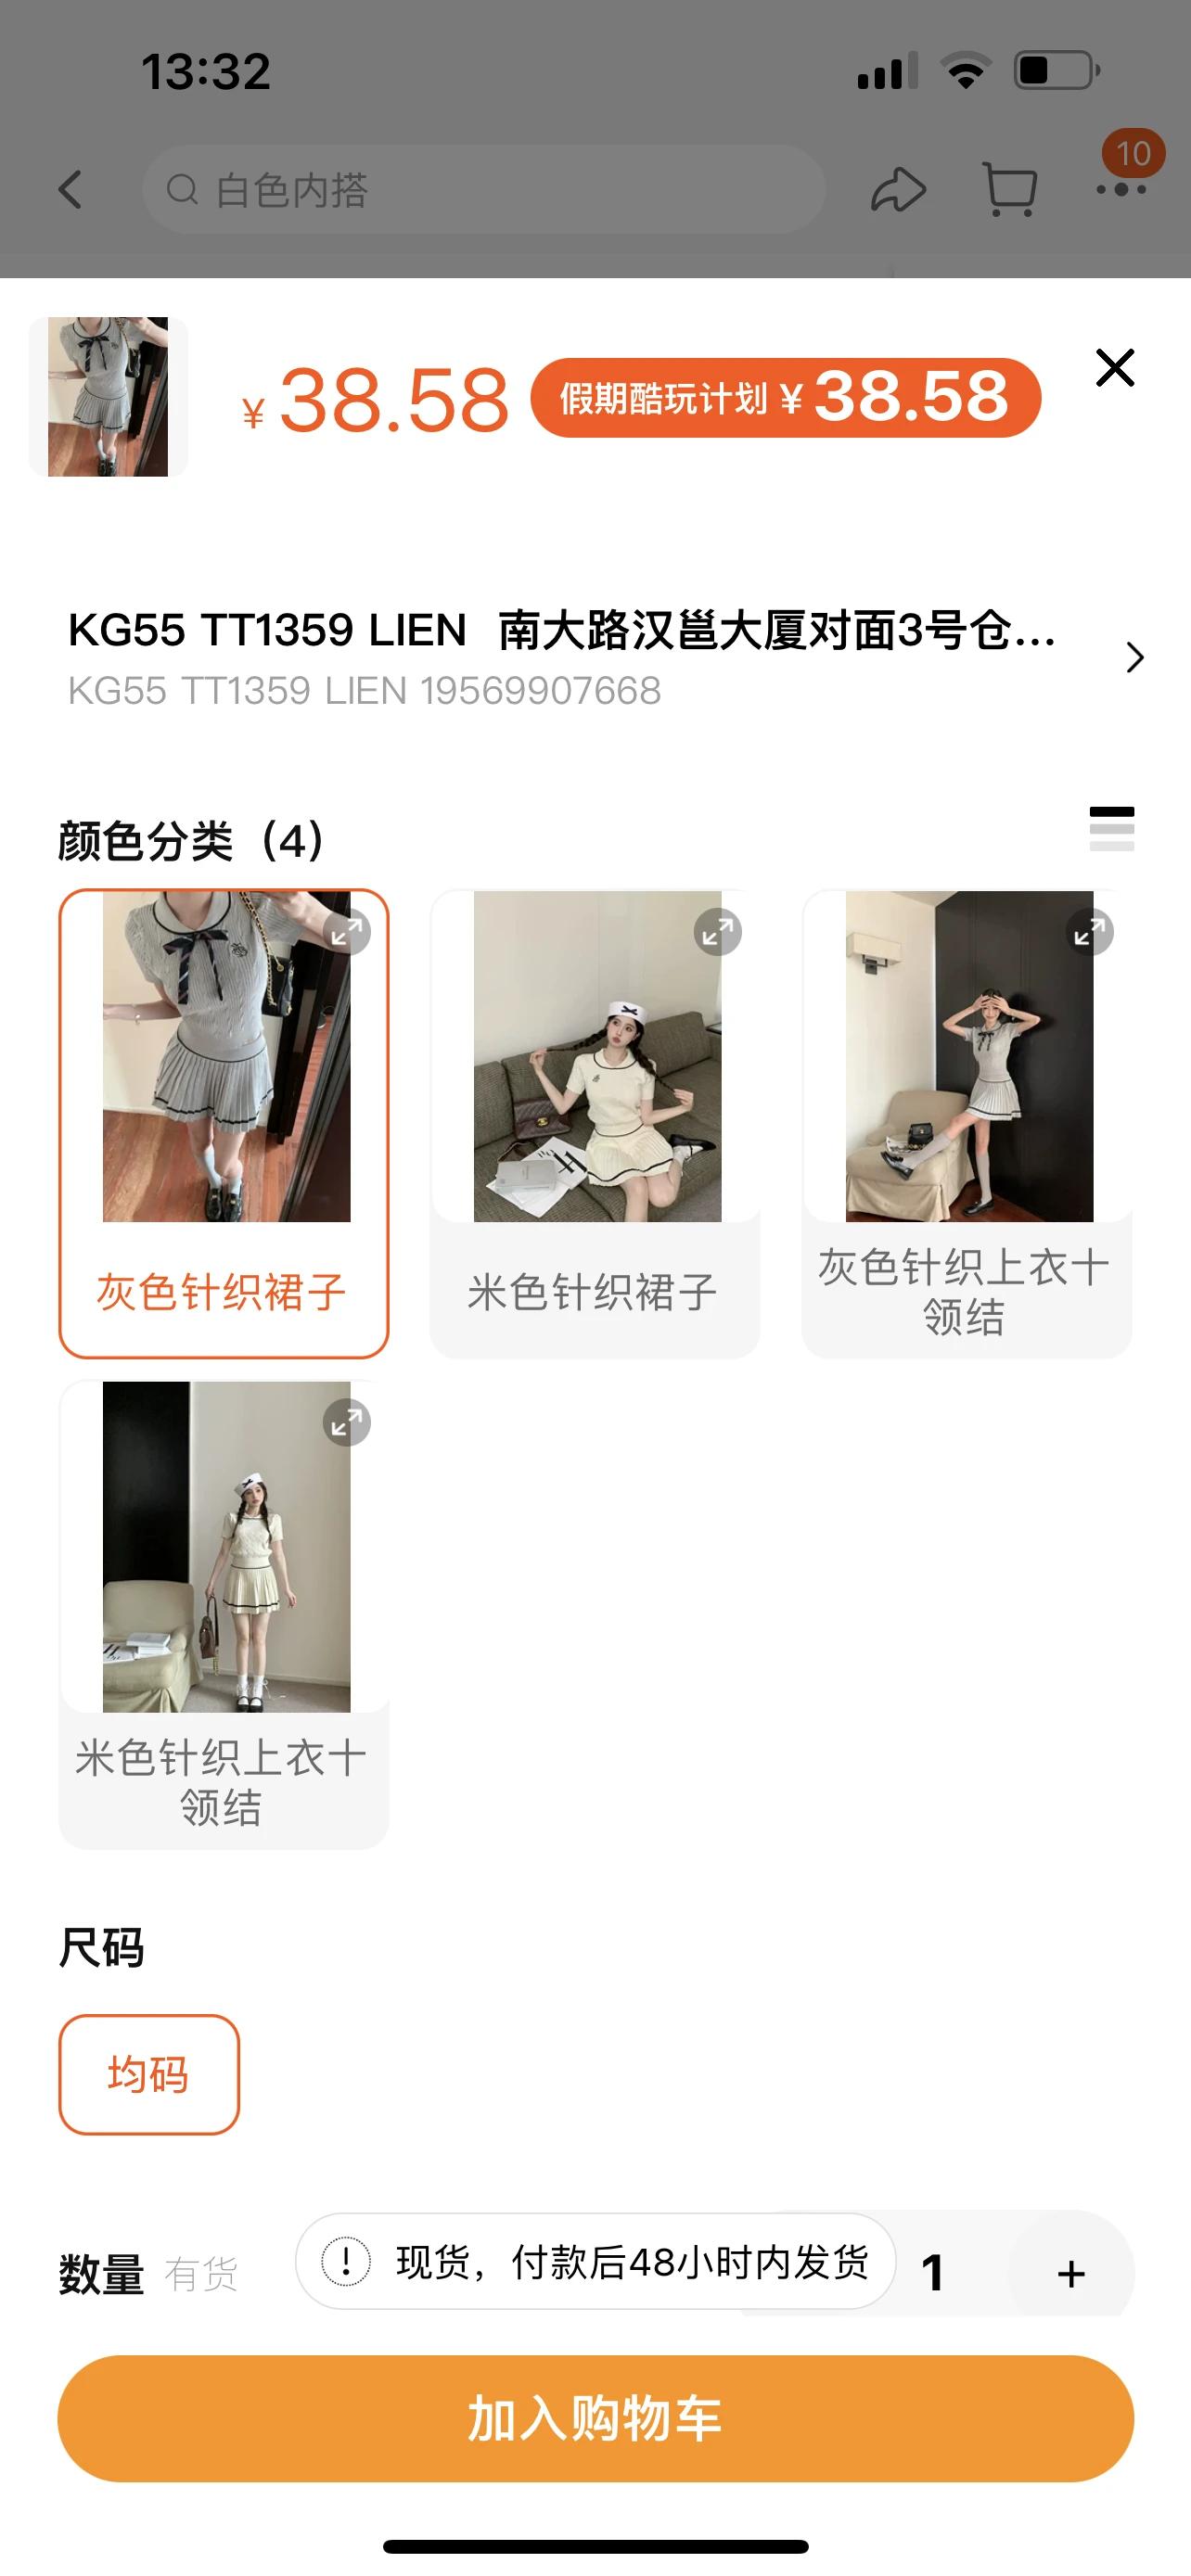 13:32
白色内搭
10
¥ 38.58 假期酷玩计划 ¥ 38.58
KG55 TT1359 LIEN 南大路汉邕大厦对面3号仓...
KG55 TT1359 LIEN 19569907668
颜色分类（4）
灰色针织裙子
米色针织裙子
灰色针织上衣十
领结
米色针织上衣十
领结
尺码
均码
数量 有货
现货，付款后48小时内发货
1 +
加入购物车